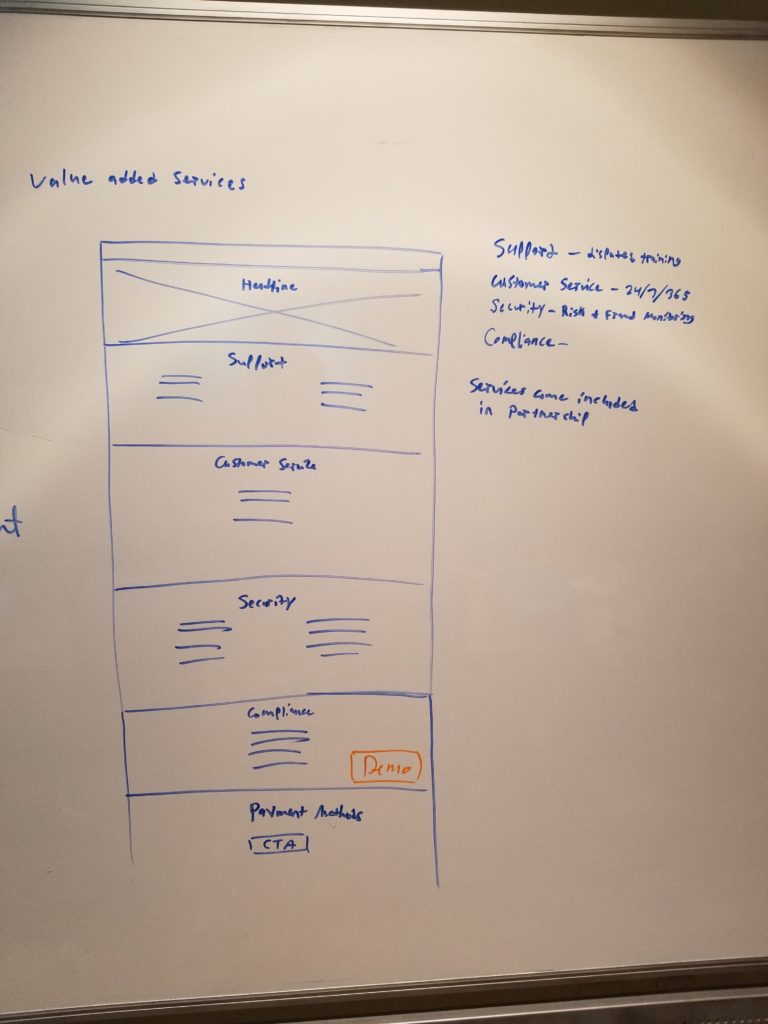 Value added Services
Headline
Support
Customer Service
Security
Compliance
Demo
Payment Methods
CTA
Support - disputes, training
Customer Service - 24/7/365
Security - Risk & Fraud Monitoring
Compliance -
Services come included
in Partnership